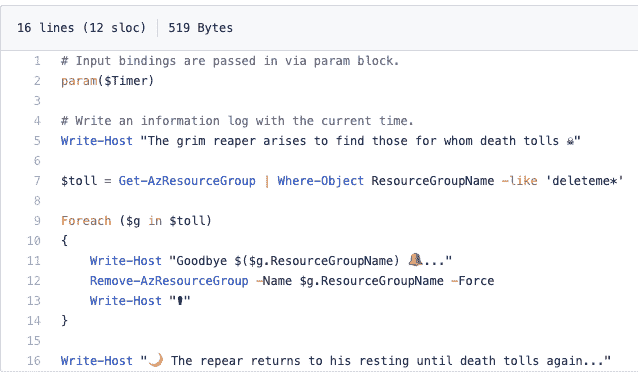 16 lines (12 sloc) 519 Bytes
1 # Input bindings are passed in via param block.
2 param($Timer)
3
4 # Write an information log with the current time.
5 Write-Host "The grim reaper arises to find those for whom death tolls ☠"
6
7 $toll = Get-AzResourceGroup | Where-Object ResourceGroupName -like 'deleteme*'
8
9 Foreach ($g in $toll)
10 {
11     Write-Host "Goodbye $($g.ResourceGroupName) 🔔..."
12     Remove-AzResourceGroup -Name $g.ResourceGroupName -Force
13     Write-Host "⚰"
14 }
15
16 Write-Host "🌙 The repear returns to his resting until death tolls again..."